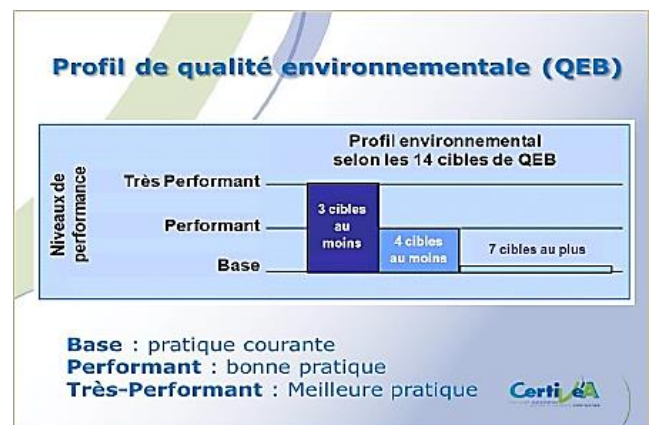 Profil de qualité environnementale (QEB)
Profil environnemental
selon les 14 cibles de QEB
Niveaux de
performance
Très Performant
Performant
Base
3 cibles
au
moins
4 cibles
au moins
7 cibles au plus
Base : pratique courante
Performant : bonne pratique
Très-Performant : Meilleure pratique
CertivéA